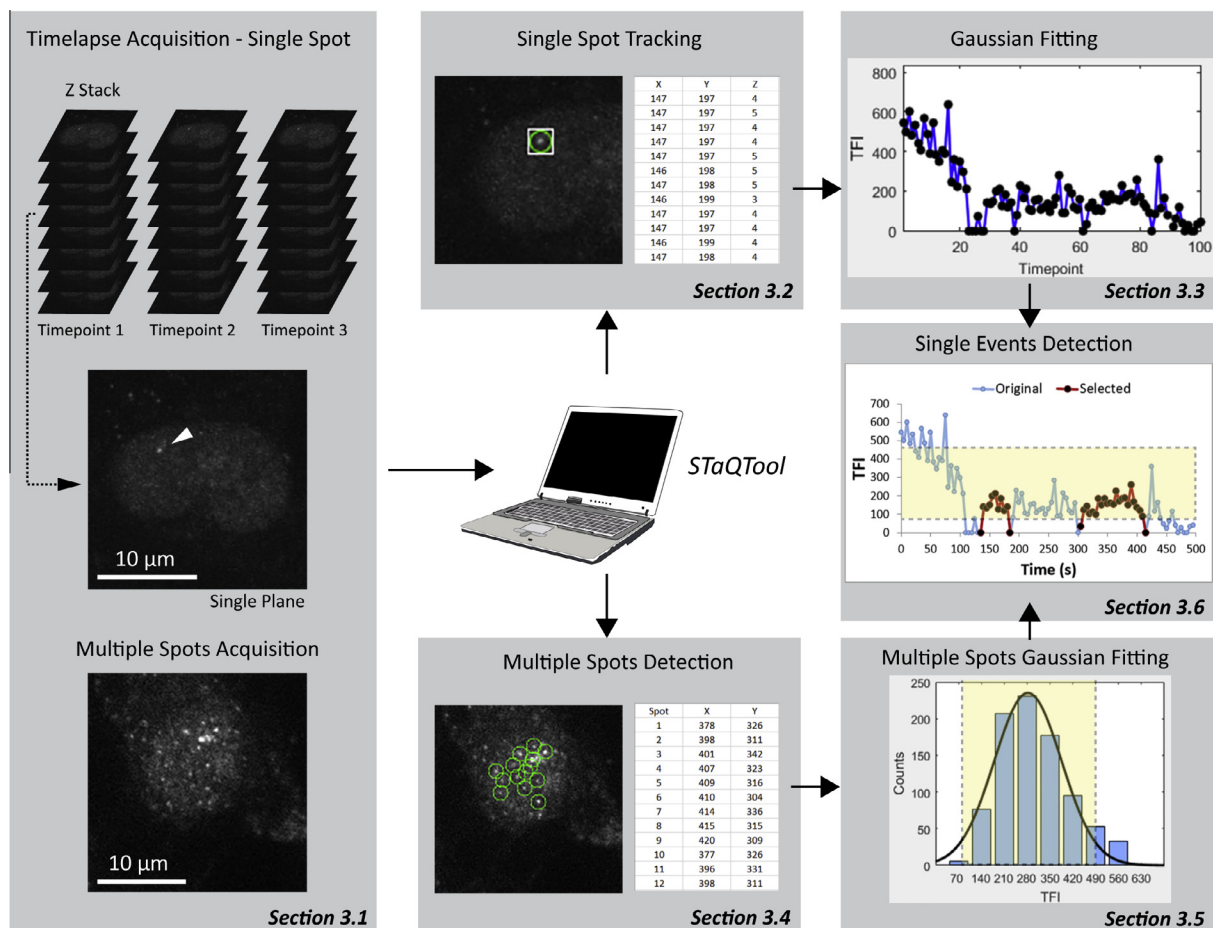 Timelapse Acquisition - Single Spot
Z Stack
Timepoint 1 Timepoint 2 Timepoint 3
10 µm
Single Plane
Multiple Spots Acquisition
10 µm
Section 3.1
Single Spot Tracking
X Y Z
147 197 4
147 197 5
147 197 4
147 197 4
147 197 5
146 198 5
147 198 5
146 199 3
147 197 4
147 197 4
146 199 4
147 198 4
Section 3.2
Gaussian Fitting
800
600
400
200
0
TFI
20 40 60 80 100
Timepoint
Section 3.3
STaQTool
Single Events Detection
Original Selected
700
600
500
400
300
200
100
0
TFI
0 50 100 150 200 250 300 350 400 450 500
Time (s)
Section 3.6
Multiple Spots Detection
Spot X Y
1 378 326
2 398 311
3 401 342
4 407 323
5 409 316
6 410 304
7 414 336
8 415 315
9 420 309
10 377 326
11 396 331
12 398 311
Section 3.4
Multiple Spots Gaussian Fitting
250
200
150
100
50
0
Counts
70 140 210 280 350 420 490 560 630
TFI
Section 3.5